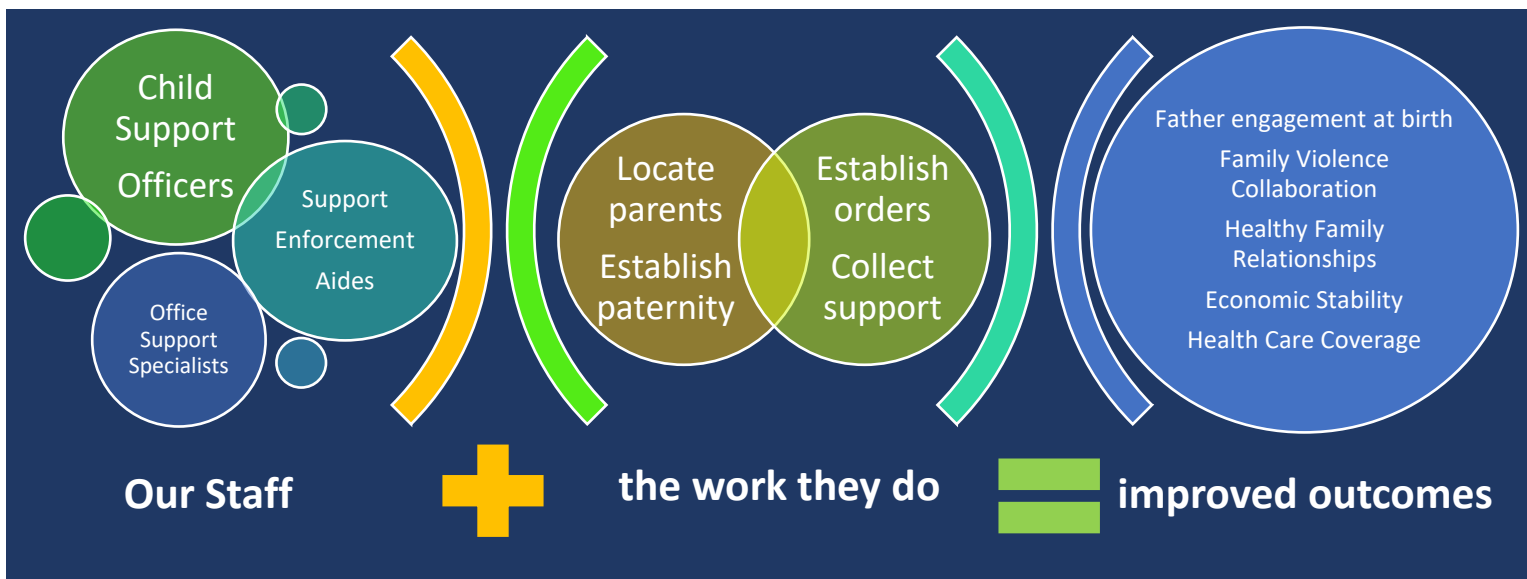 Child
Support
Officers
Support
Enforcement
Aides
Office
Support
Specialists
Locate
parents
Establish
paternity
Establish
orders
Collect
support
Father engagement at birth
Family Violence
Collaboration
Healthy Family
Relationships
Economic Stability
Health Care Coverage
Our Staff
the work they do
improved outcomes